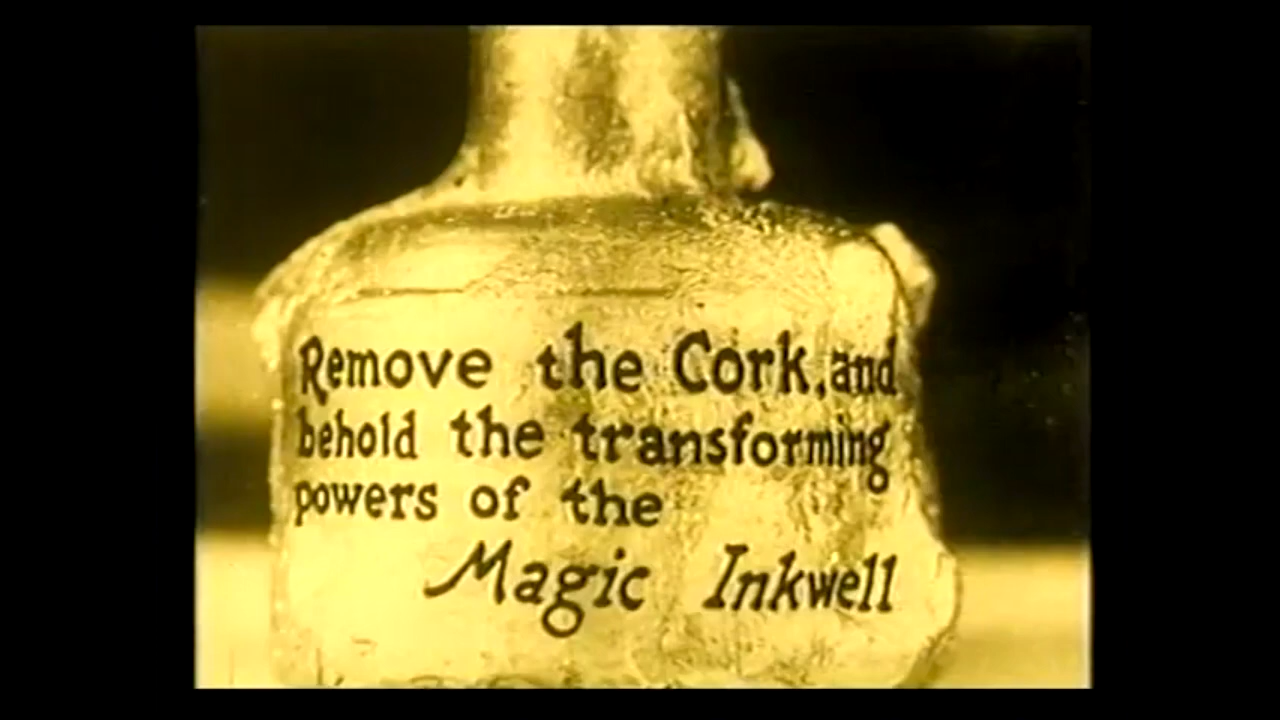 Remove the Cork, and
behold the transforming
powers of the
Magic Inkwell